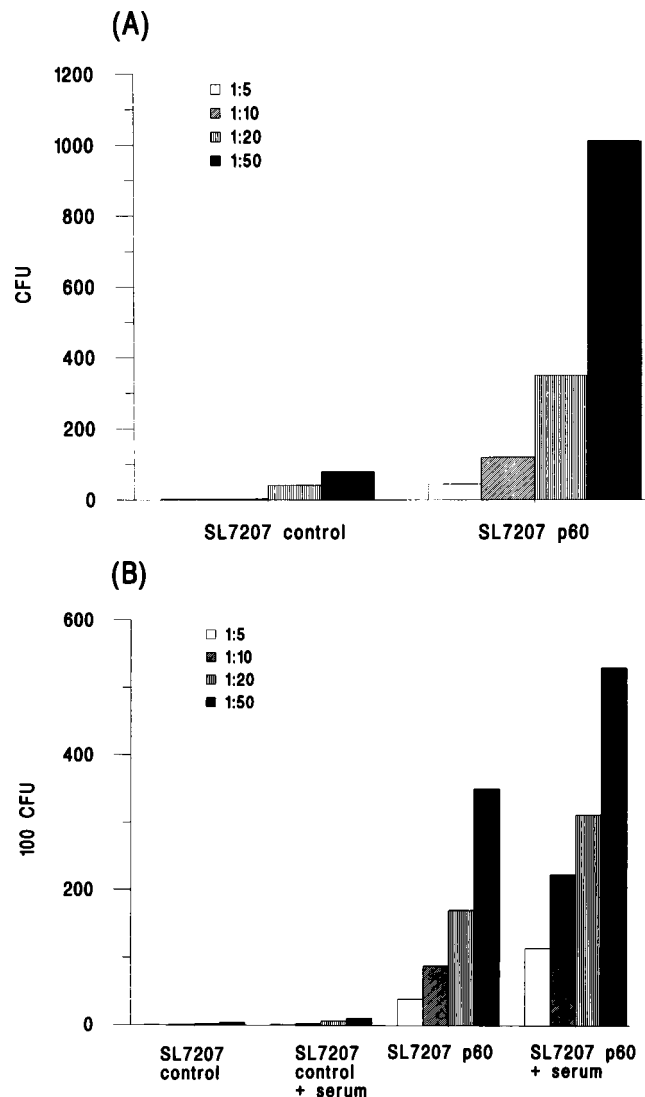 (A)
1200
1000
800
600
400
200
0
CFU
1:5
1:10
1:20
1:50
SL7207 control
SL7207 p60
(B)
600
400
200
0
100 CFU
1:5
1:10
1:20
1:50
SL7207
control
SL7207
control
+ serum
SL7207 p60
SL7207 p60
+ serum